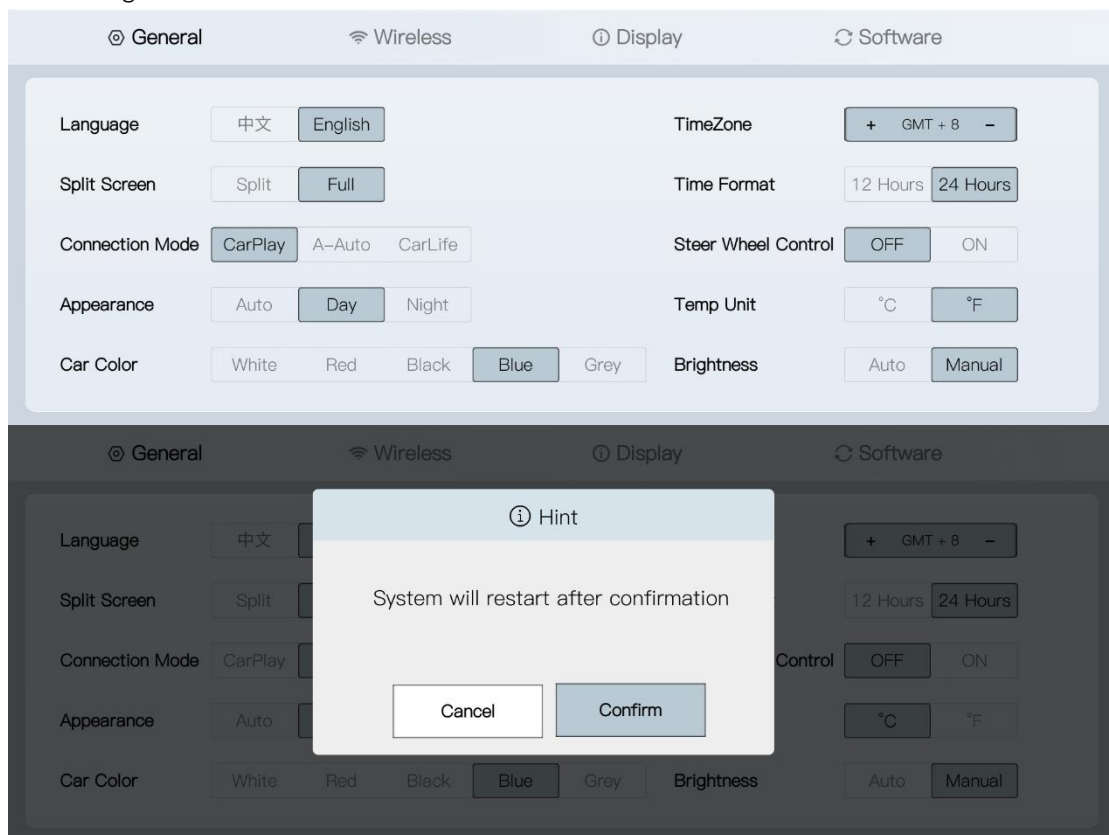 General Wireless Display Software
Language 中文 English TimeZone + GMT + 8 −
Split Screen Split Full Time Format 12 Hours 24 Hours
Connection Mode CarPlay A-Auto CarLife Steer Wheel Control OFF ON
Appearance Auto Day Night Temp Unit °C °F
Car Color White Red Black Blue Grey Brightness Auto Manual
General Wireless Display Software
Hint
Language 中文 + GMT + 8 −
System will restart after confirmation
Split Screen Split 12 Hours 24 Hours
Connection Mode CarPlay Control OFF ON
Cancel Confirm
Appearance Auto °C °F
Car Color White Red Black Blue Grey Brightness Auto Manual